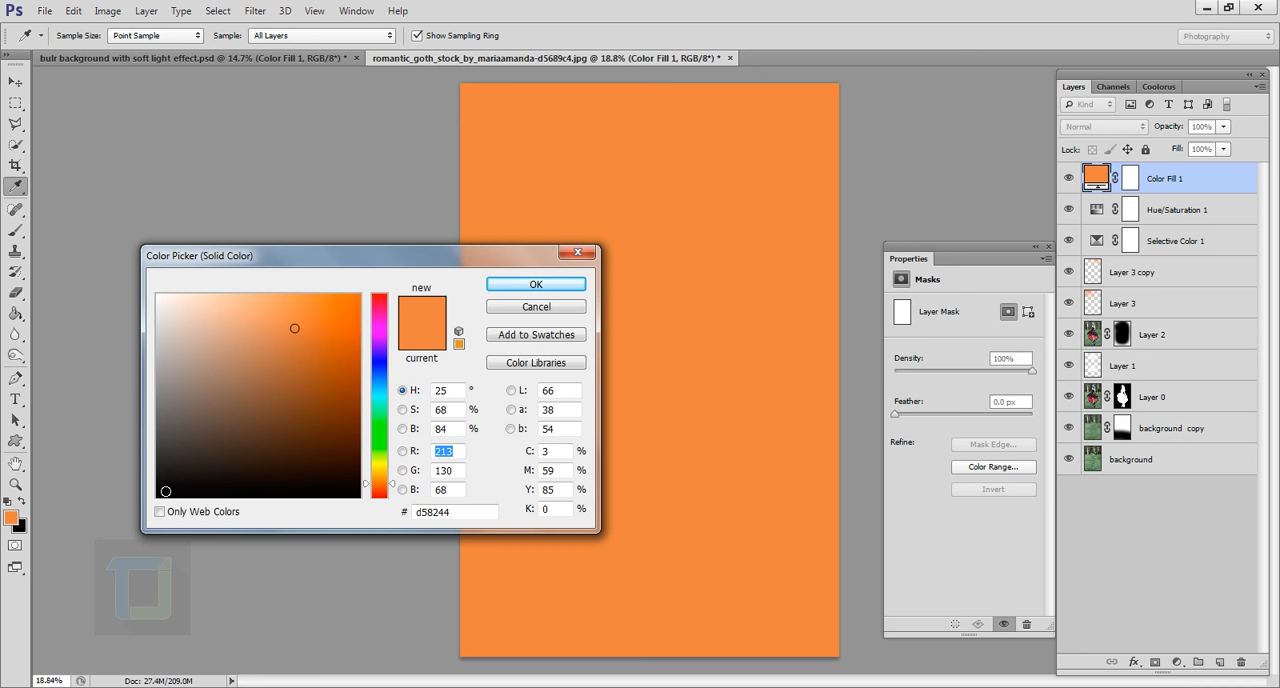 Ps File Edit Image Layer Type Select Filter 3D View Window Help
Sample Size: Point Sample Sample: All Layers Show Sampling Ring Photography
bulr background with soft light effect.psd @ 14.7% (Color Fill 1, RGB/8*) * × romantic_goth_stock_by_mariaamanda-d5689c4.jpg @ 18.8% (Color Fill 1, RGB/8*) * ×
Layers Channels Coolorus
Kind
Normal Opacity: 100%
Lock: Fill: 100%
Color Fill 1
Hue/Saturation 1
Selective Color 1
Layer 3 copy
Layer 3
Layer 2
Layer 1
Layer 0
background copy
background
Properties
Masks
Layer Mask
Density: 100%
Feather: 0.0 px
Refine: Mask Edge...
Color Range...
Invert
Color Picker (Solid Color)
new
current
OK
Cancel
Add to Swatches
Color Libraries
H: 25 ° L: 66
S: 68 % a: 38
B: 84 % b: 54
R: 213 C: 3 %
G: 130 M: 59 %
B: 68 Y: 85 %
# d58244 K: 0 %
Only Web Colors
18.84% Doc: 27.4M/209.0M